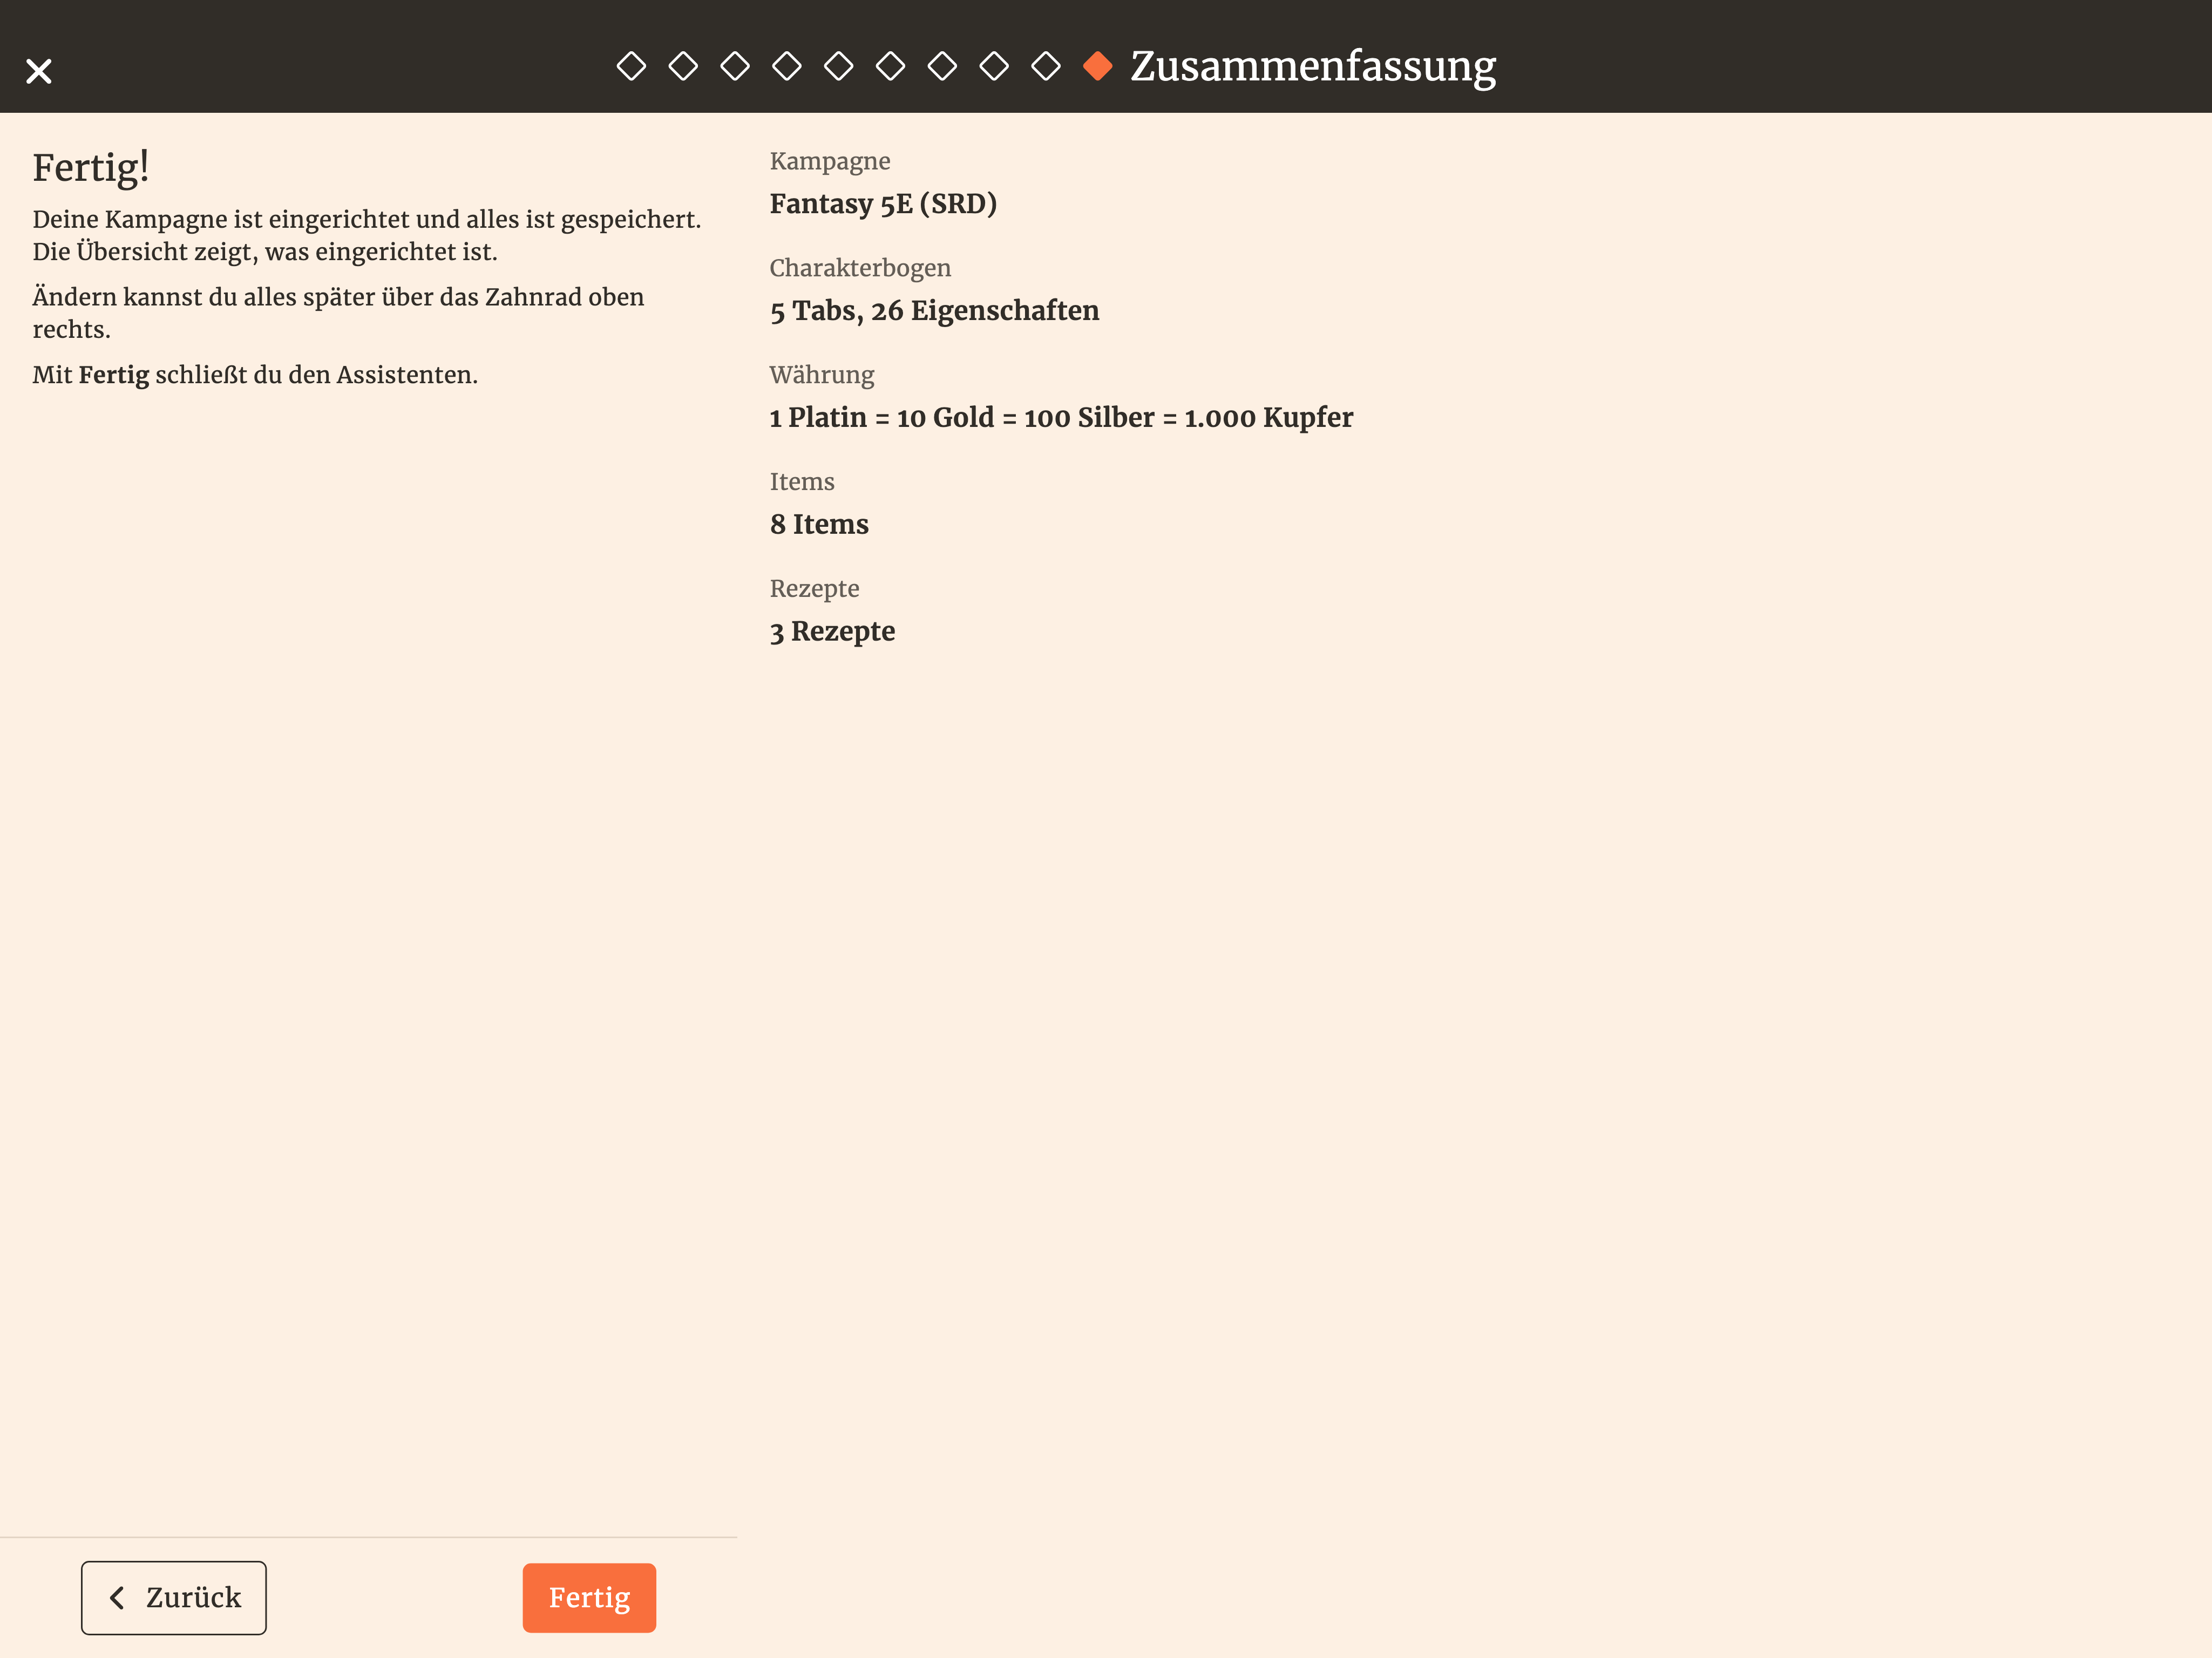 Zusammenfassung
Fertig!
Deine Kampagne ist eingerichtet und alles ist gespeichert.
Die Übersicht zeigt, was eingerichtet ist.
Ändern kannst du alles später über das Zahnrad oben
rechts.
Mit Fertig schließt du den Assistenten.
Kampagne
Fantasy 5E (SRD)
Charakterbogen
5 Tabs, 26 Eigenschaften
Währung
1 Platin = 10 Gold = 100 Silber = 1.000 Kupfer
Items
8 Items
Rezepte
3 Rezepte
Zurück
Fertig